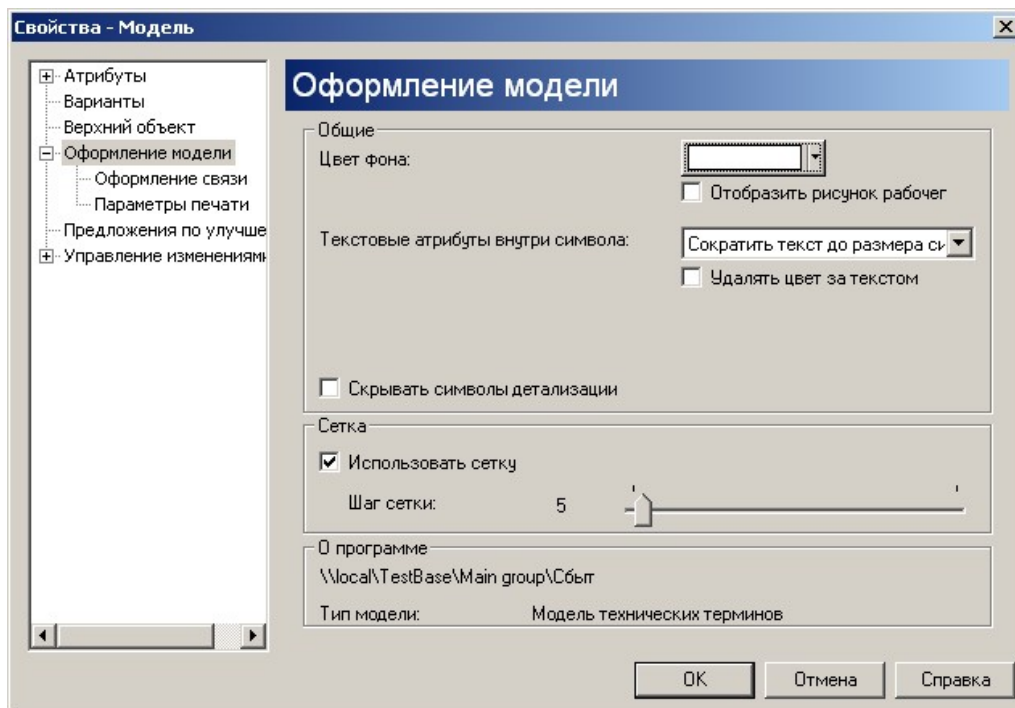 Свойства - Модель
Атрибуты
Варианты
Верхний объект
Оформление модели
Оформление связи
Параметры печати
Предложения по улучше
Управление изменениями
Оформление модели
Общие
Цвет фона:
Отобразить рисунок рабочег
Текстовые атрибуты внутри символа:
Сократить текст до размера си
Удалять цвет за текстом
Скрывать символы детализации
Сетка
Использовать сетку
Шаг сетки: 5
О программе
\\local\TestBase\Main group\Сбыт
Тип модели: Модель технических терминов
OK Отмена Справка